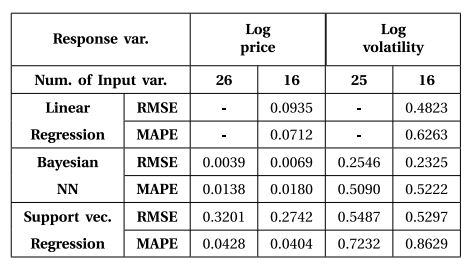 Response var. Log price Log volatility
Num. of Input var. 26 16 25 16
Linear Regression RMSE - 0.0935 - 0.4823
MAPE - 0.0712 - 0.6263
Bayesian NN RMSE 0.0039 0.0069 0.2546 0.2325
MAPE 0.0138 0.0180 0.5090 0.5222
Support vec. Regression RMSE 0.3201 0.2742 0.5487 0.5297
MAPE 0.0428 0.0404 0.7232 0.8629